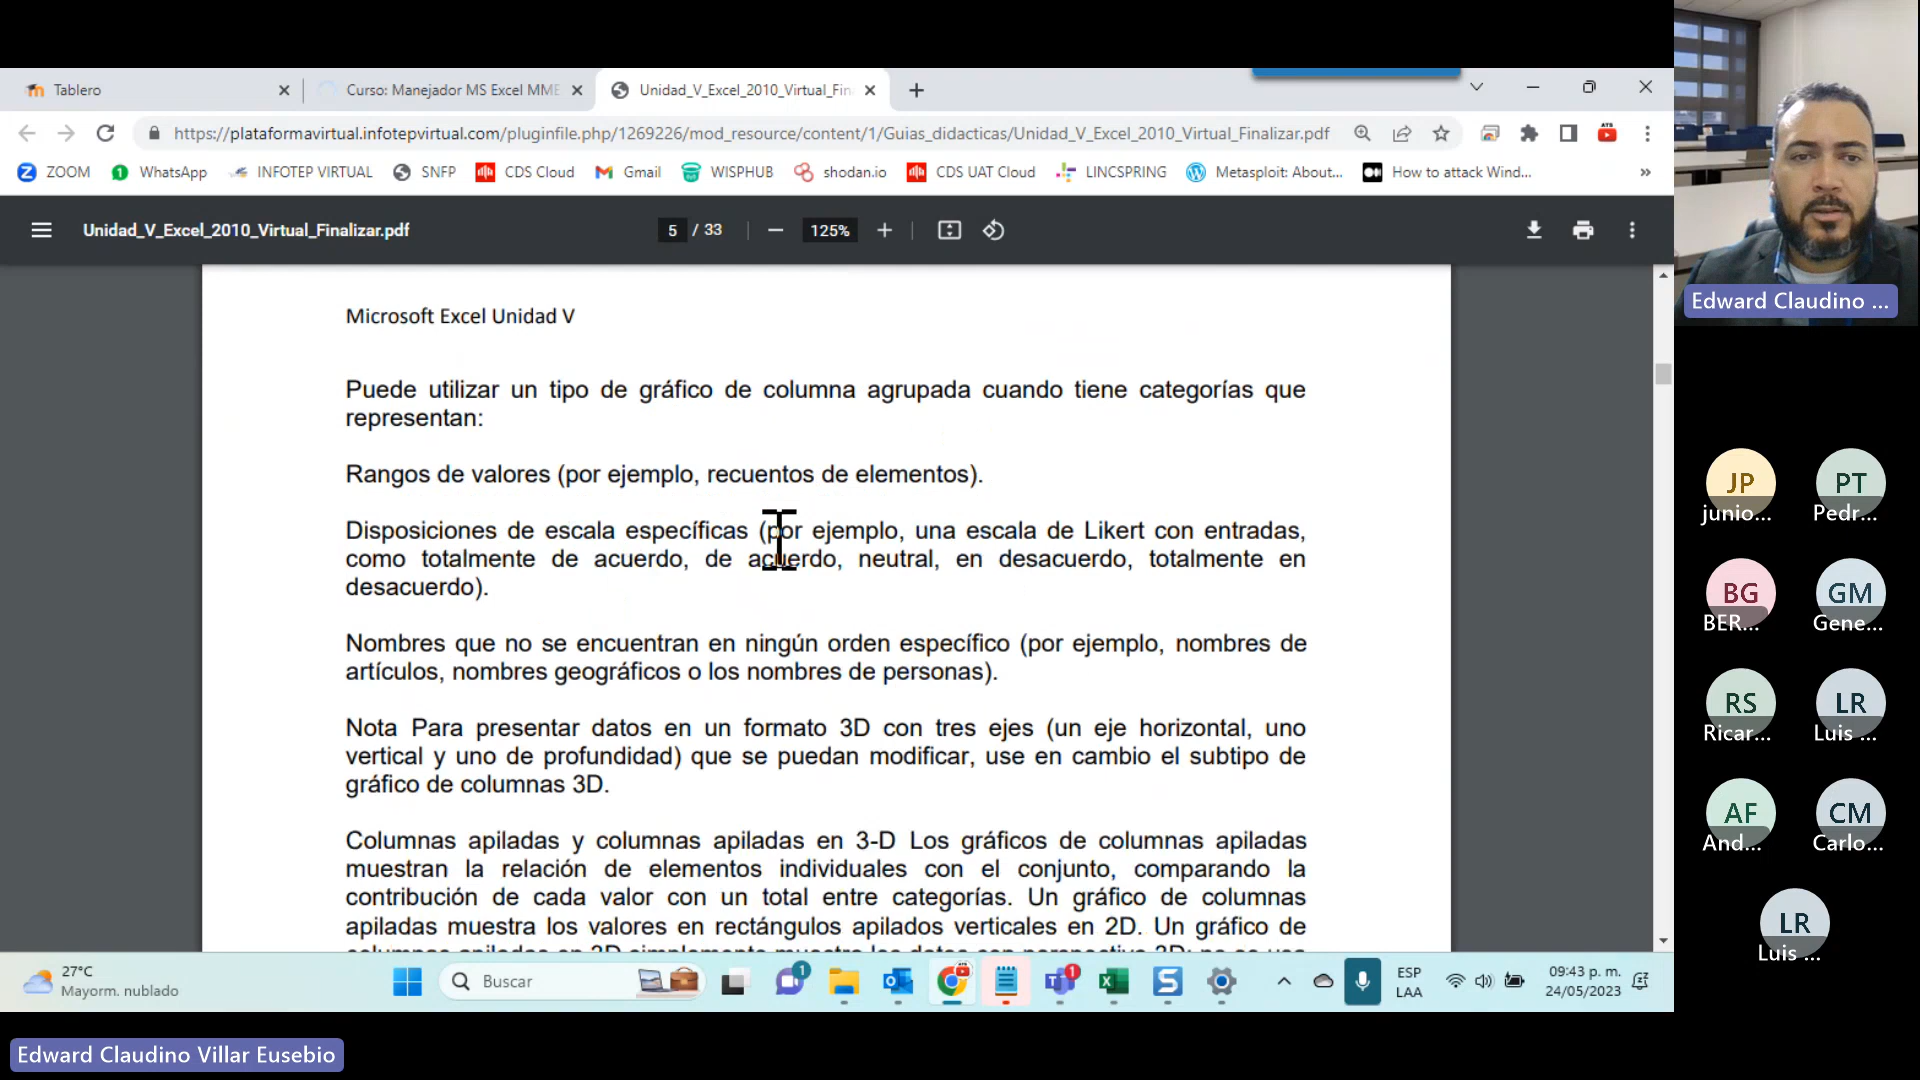 Tablero
Curso: Manejador MS Excel MME
Unidad_V_Excel_2010_Virtual_Fin
https://plataformavirtual.infotepvirtual.com/pluginfile.php/1269226/mod_resource/content/1/Guias_didacticas/Unidad_V_Excel_2010_Virtual_Finalizar.pdf
ZOOM WhatsApp INFOTEP VIRTUAL SNFP CDS Cloud Gmail WISPHUB shodan.io CDS UAT Cloud LINCSPRING Metasploit: About... How to attack Wind... »
Unidad_V_Excel_2010_Virtual_Finalizar.pdf
5 / 33
125%
Microsoft Excel Unidad V
Puede utilizar un tipo de gráfico de columna agrupada cuando tiene categorías que
representan:
Rangos de valores (por ejemplo, recuentos de elementos).
Disposiciones de escala específicas (por ejemplo, una escala de Likert con entradas,
como totalmente de acuerdo, de acuerdo, neutral, en desacuerdo, totalmente en
desacuerdo).
Nombres que no se encuentran en ningún orden específico (por ejemplo, nombres de
artículos, nombres geográficos o los nombres de personas).
Nota Para presentar datos en un formato 3D con tres ejes (un eje horizontal, uno
vertical y uno de profundidad) que se puedan modificar, use en cambio el subtipo de
gráfico de columnas 3D.
Columnas apiladas y columnas apiladas en 3-D Los gráficos de columnas apiladas
muestran la relación de elementos individuales con el conjunto, comparando la
contribución de cada valor con un total entre categorías. Un gráfico de columnas
apiladas muestra los valores en rectángulos apilados verticales en 2D. Un gráfico de
27°C
Mayorm. nublado
Buscar
1
1
ESP
LAA
09:43 p. m.
24/05/2023
Edward Claudino Villar Eusebio
Edward Claudino ...
JP
junio...
PT
Pedr...
BG
BER...
GM
Gene...
RS
Ricar...
LR
Luis ...
AF
And...
CM
Carlo...
LR
Luis ...